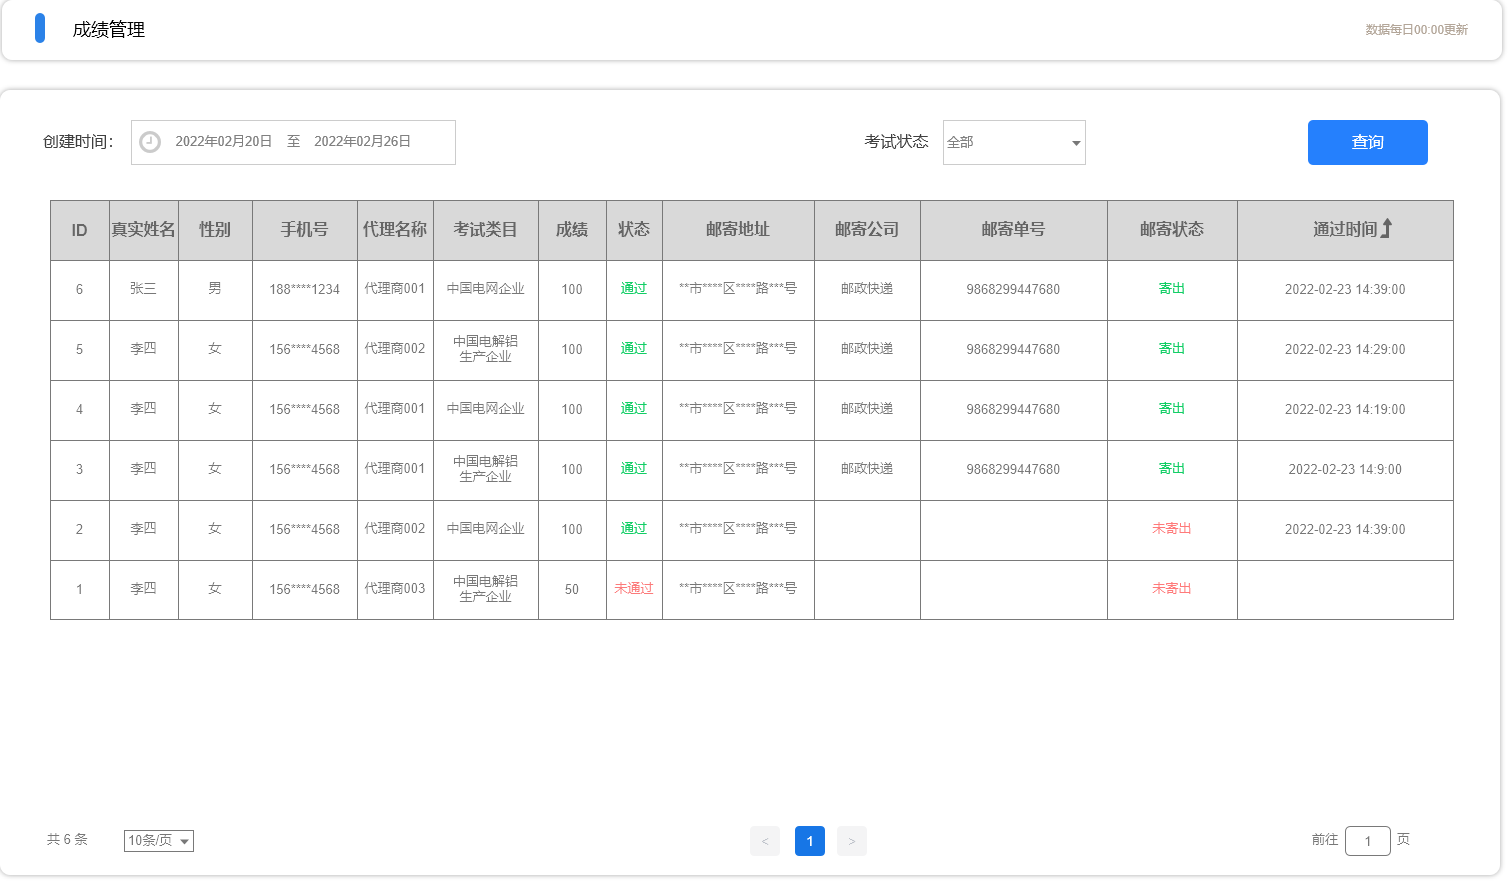 成绩管理
数据每日00:00更新
创建时间：
2022年02月20日 至 2022年02月26日
考试状态
全部
查询
ID 真实姓名 性别 手机号 代理名称 考试类目 成绩 状态 邮寄地址 邮寄公司 邮寄单号 邮寄状态 通过时间
6 张三 男 188****1234 代理商001 中国电网企业 100 通过 **市****区****路***号 邮政快递 9868299447680 寄出 2022-02-23 14:39:00
5 李四 女 156****4568 代理商002 中国电解铝
生产企业 100 通过 **市****区****路***号 邮政快递 9868299447680 寄出 2022-02-23 14:29:00
4 李四 女 156****4568 代理商001 中国电网企业 100 通过 **市****区****路***号 邮政快递 9868299447680 寄出 2022-02-23 14:19:00
3 李四 女 156****4568 代理商001 中国电解铝
生产企业 100 通过 **市****区****路***号 邮政快递 9868299447680 寄出 2022-02-23 14:9:00
2 李四 女 156****4568 代理商002 中国电网企业 100 通过 **市****区****路***号 未寄出 2022-02-23 14:39:00
1 李四 女 156****4568 代理商003 中国电解铝
生产企业 50 未通过 **市****区****路***号 未寄出
共 6 条
10条/页
< 1 >
前往 1 页